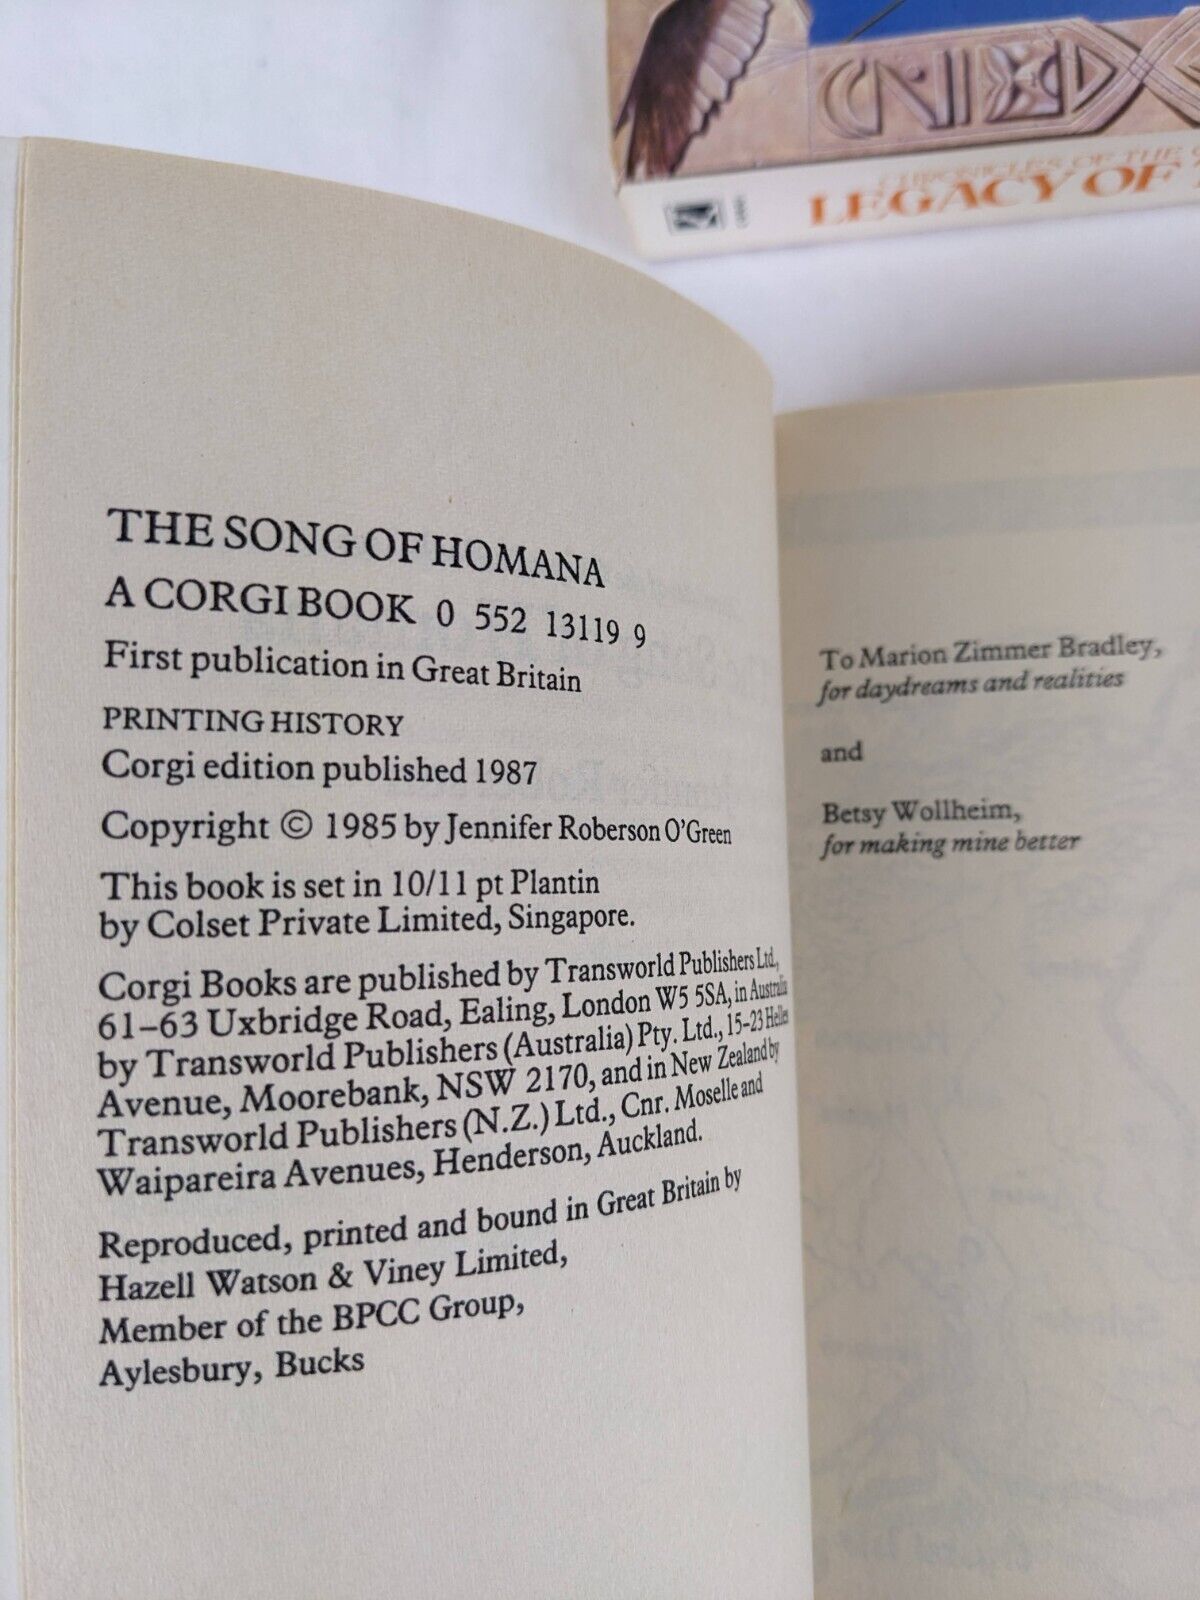 CHRONICLES OF THE
LEGACY OF
THE SONG OF HOMANA
A CORGI BOOK 0 552 13119 9
First publication in Great Britain
PRINTING HISTORY
Corgi edition published 1987
Copyright © 1985 by Jennifer Roberson O'Green
This book is set in 10/11 pt Plantin
by Colset Private Limited, Singapore.
Corgi Books are published by Transworld Publishers Ltd,
61–63 Uxbridge Road, Ealing, London W5 5SA, in Australia
by Transworld Publishers (Australia) Pty. Ltd., 15–23 Helles
Avenue, Moorebank, NSW 2170, and in New Zealand by
Transworld Publishers (N.Z.) Ltd., Cnr. Moselle and
Waipareira Avenues, Henderson, Auckland.
Reproduced, printed and bound in Great Britain by
Hazell Watson & Viney Limited,
Member of the BPCC Group,
Aylesbury, Bucks
To Marion Zimmer Bradley,
for daydreams and realities
and
Betsy Wollheim,
for making mine better